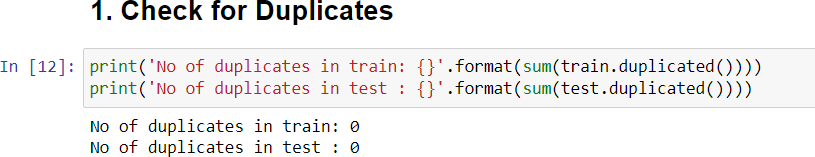 1. Check for Duplicates
In [12]: print('No of duplicates in train: {}'.format(sum(train.duplicated())))
print('No of duplicates in test : {}'.format(sum(test.duplicated())))
No of duplicates in train: 0
No of duplicates in test : 0